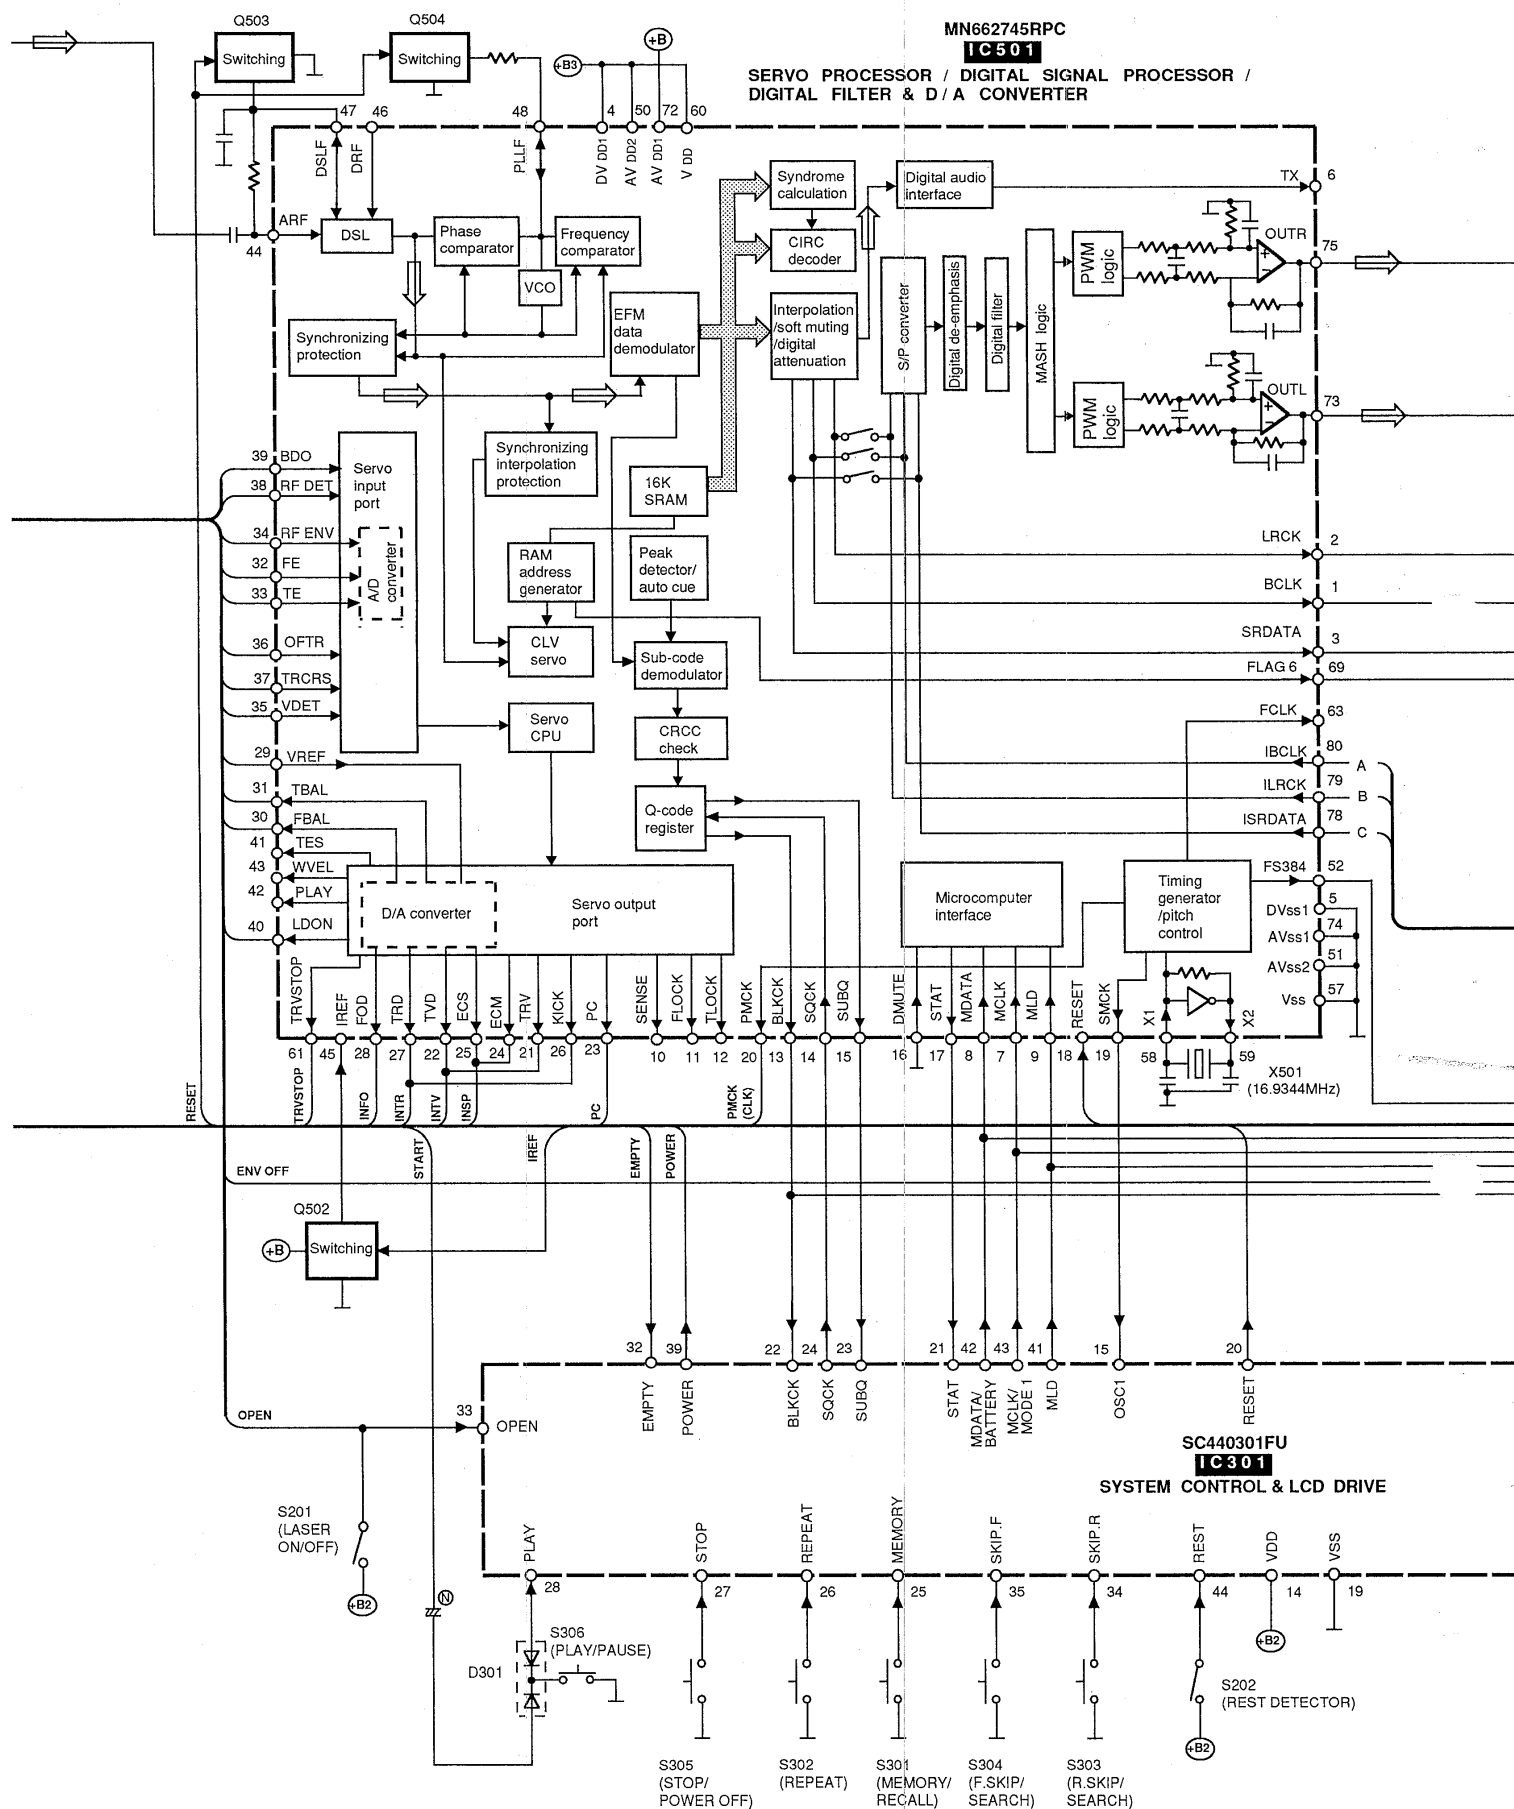 Q503
Q504
MN662745RPC
IC501
SERVO PROCESSOR / DIGITAL SIGNAL PROCESSOR /
DIGITAL FILTER & D/A CONVERTER
Switching
Switching
+B3
+B
47
46
48
4
50
72
60
DSLF
DRF
PLLF
DV DD1
AV DD2
AV DD1
V DD
ARF
44
DSL
Phase
comparator
Frequency
comparator
VCO
Synchronizing
protection
EFM
data
demodulator
Syndrome
calculation
CIRC
decoder
Interpolation
/soft muting
/digital
attenuation
Digital audio
interface
S/P converter
Digital de-emphasis
Digital filter
MASH logic
PWM
logic
PWM
logic
TX
6
OUTR
75
OUTL
73
Synchronizing
interpolation
protection
16K
SRAM
RAM
address
generator
Peak
detector/
auto cue
CLV
servo
Sub-code
demodulator
CRCC
check
Q-code
register
Servo
CPU
Servo
input
port
A/D
converter
39 BDO
38 RF DET
34 RF ENV
32 FE
33 TE
36 OFTR
37 TRCRS
35 VDET
29 VREF
31 TBAL
30 FBAL
41 TES
43 WVEL
42 PLAY
40 LDON
D/A converter
Servo output
port
Microcomputer
interface
Timing
generator
/pitch
control
LRCK 2
BCLK 1
SRDATA 3
FLAG 6 69
FCLK 63
IBCLK 80 A
ILRCK 79 B
ISRDATA 78 C
FS384 52
DVss1 5
AVss1 74
AVss2 51
Vss 57
TRVSTOP
IREF
FOD
TRD
TVD
ECS
ECM
TRV
KICK
PC
SENSE
FLOCK
TLOCK
PMCK
BLKCK
SQCK
SUBQ
DMUTE
STAT
MDATA
MCLK
MLD
RESET
SMCK
X1
X2
61
45
28
27
22
25
24
21
26
23
10
11
12
20
13
14
15
16
17
8
7
9
18
19
58
59
X501
(16.9344MHz)
RESET
TRVSTOP
INFO
INTR
INTV
INSP
PC
PMCK
(CLK)
START
IREF
EMPTY
POWER
ENV OFF
Q502
+B
Switching
32
39
22
24
23
21
42
43
41
15
20
EMPTY
POWER
BLKCK
SQCK
SUBQ
STAT
MDATA/
BATTERY
MCLK/
MODE 1
MLD
OSC1
RESET
OPEN
33
OPEN
SC440301FU
IC301
SYSTEM CONTROL & LCD DRIVE
S201
(LASER
ON/OFF)
+B2
PLAY
STOP
REPEAT
MEMORY
SKIP.F
SKIP.R
REST
VDD
VSS
28
27
26
25
35
34
44
14
19
N
S306
(PLAY/PAUSE)
D301
+B2
S202
(REST DETECTOR)
+B2
S305
(STOP/
POWER OFF)
S302
(REPEAT)
S301
(MEMORY/
RECALL)
S304
(F.SKIP/
SEARCH)
S303
(R.SKIP/
SEARCH)